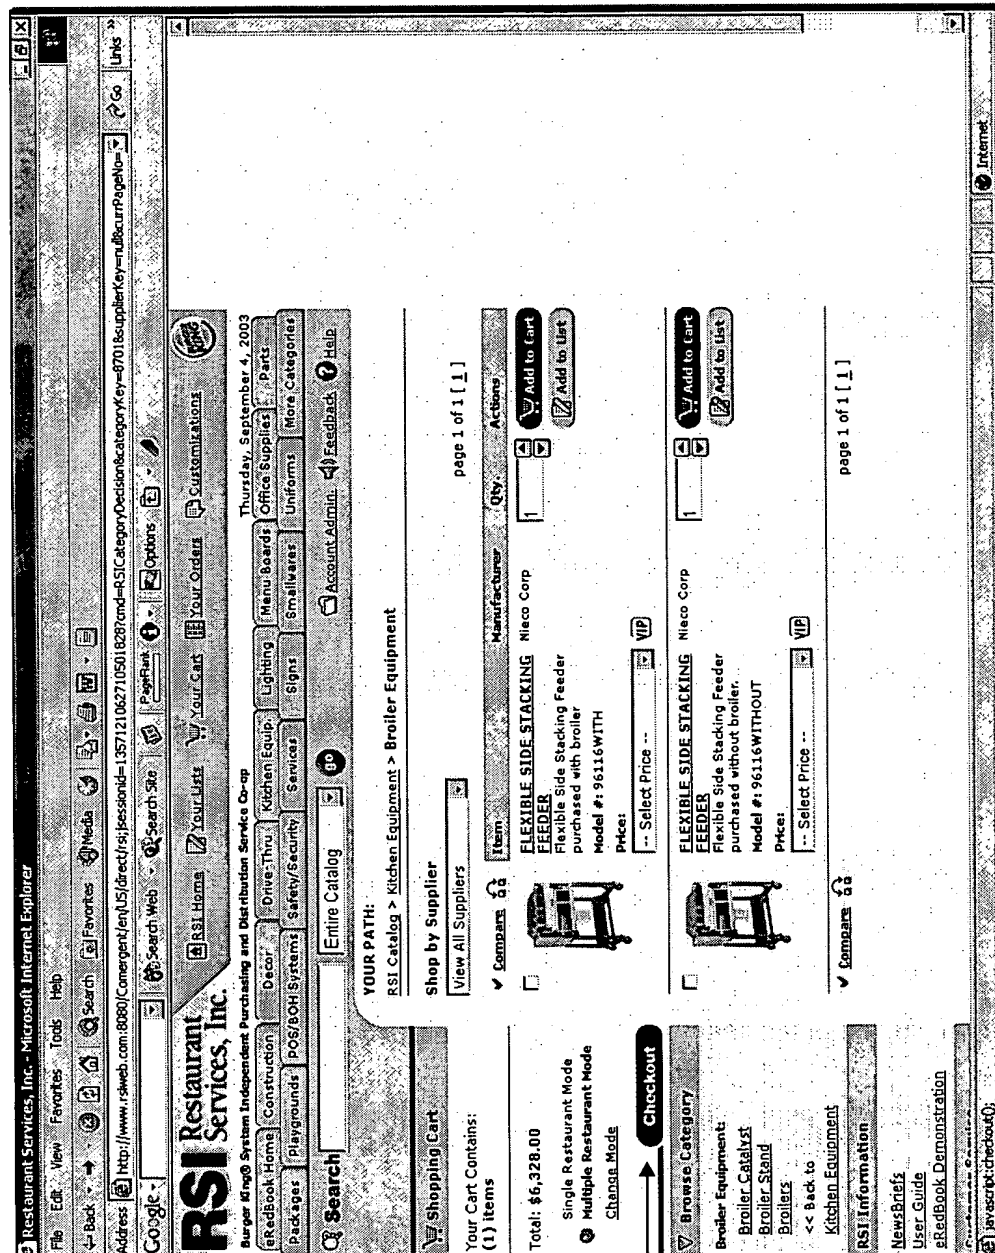 Restaurant Services, Inc. - Microsoft Internet Explorer
File Edit View Favorites Tools Help
Back Search Favorites Media
Address http://www.rsiweb.com:8080/Comergent/en/US/direct/rsi;jsessionid=1357121062710501828?cmd=RSICategoryDecision&categoryKey=8701&supplierKey=null&currPageNo= Go Links »
Google Search Web Search Site PageRank Options
RSI Restaurant Services, Inc.
RSI Home Your Lists Your Cart Your Orders Customizations
Burger King® System Independent Purchasing and Distribution Service Co-op Thursday, September 4, 2003
eRedBook Home Construction Decor Drive-Thru Kitchen Equip. Lighting Menu Boards Office Supplies Parts
Packages Playgrounds POS/BOH Systems Safety/Security Services Signs Smallwares Uniforms More Categories
Search Entire Catalog go Account Admin Feedback Help
Shopping Cart
Your Cart Contains:
(1) items
Total: $6,328.00
Single Restaurant Mode
Multiple Restaurant Mode
Change Mode
Checkout
Browse Category
Broiler Equipment:
Broiler Catalyst
Broiler Stand
Broilers
<< Back to
Kitchen Equipment
RSI Information
NewsBriefs
User Guide
eRedBook Demonstration
Customer Service
YOUR PATH:
RSI Catalog > Kitchen Equipment > Broiler Equipment
Shop by Supplier
View All Suppliers
page 1 of 1 [ 1 ]
Compare Item Manufacturer Qty. Actions
FLEXIBLE SIDE STACKING FEEDER Nieco Corp 1 Add to Cart
Flexible Side Stacking Feeder Add to List
purchased with broiler
Model #: 96116WITH
Price:
-- Select Price -- VIP
FLEXIBLE SIDE STACKING FEEDER Nieco Corp 1 Add to Cart
Flexible Side Stacking Feeder Add to List
purchased without broiler.
Model #: 96116WITHOUT
Price:
-- Select Price -- VIP
Compare
page 1 of 1 [ 1 ]
javascript:checkout(); Internet